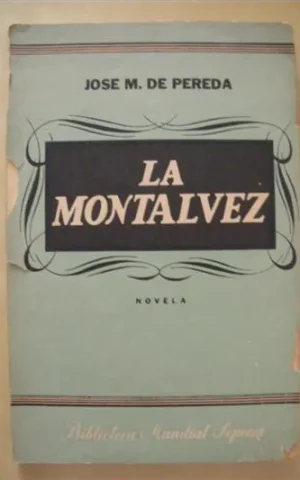 JOSE M. DE PEREDA
LA
MONTALVEZ
NOVELA
Biblioteca Mundial Sopena